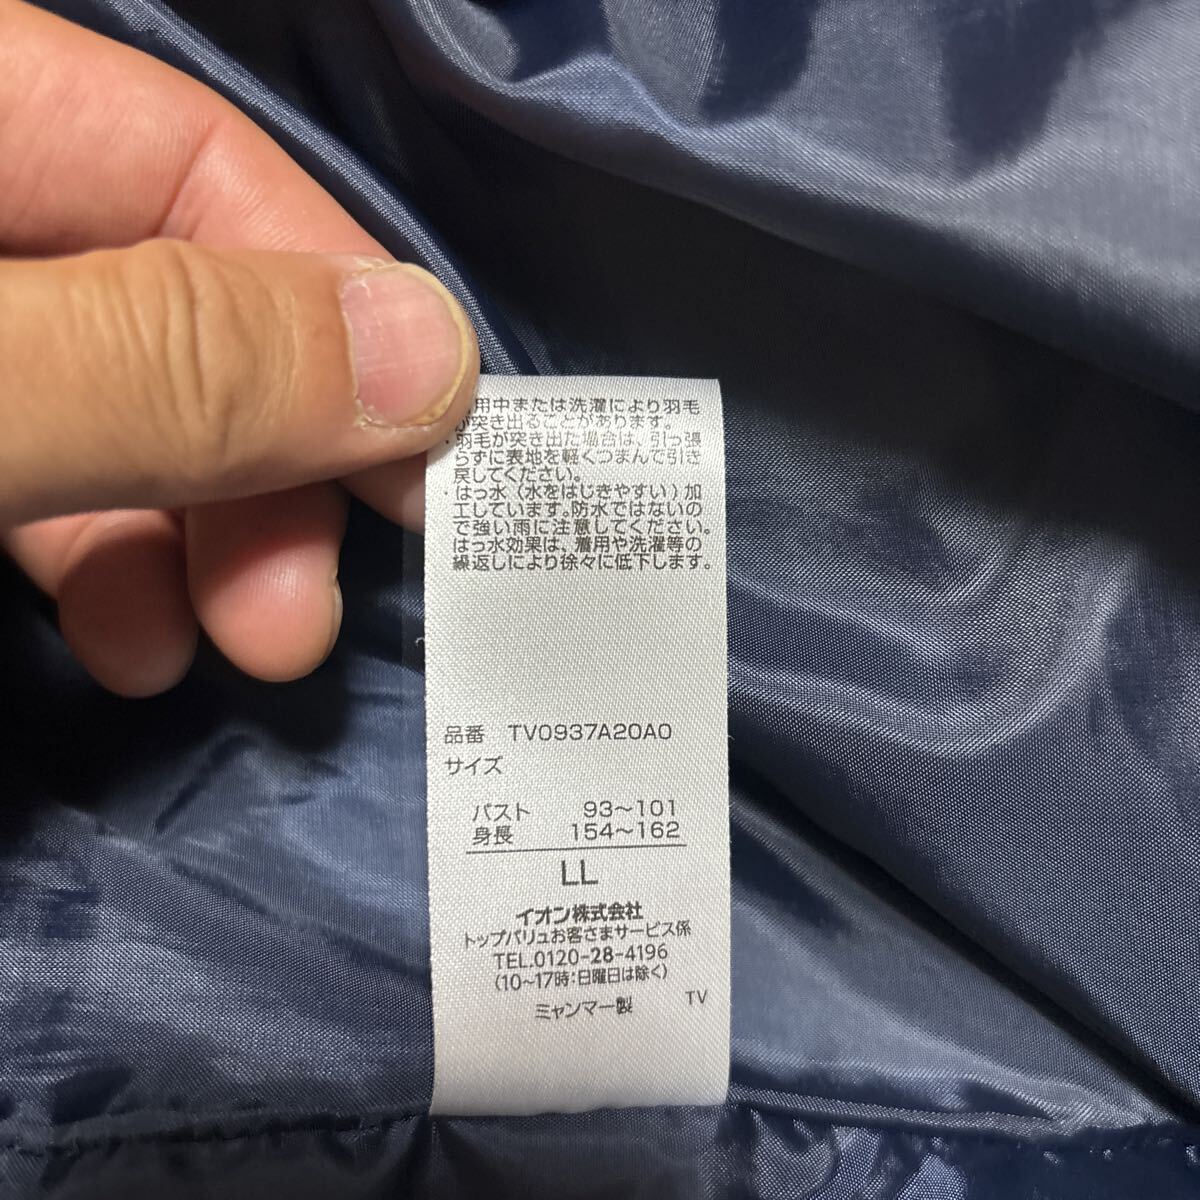 用中または洗濯により羽毛
が突き出ることがあります。
・羽毛が突き出た場合は、引っ張
らずに表地を軽くつまんで引き
戻してください。
・はっ水（水をはじきやすい）加
工しています。防水ではないの
で強い雨に注意してください。
はっ水効果は、着用や洗濯等の
繰返しにより徐々に低下します。
品番 TV0937A20A0
サイズ
バスト 93～101
身長 154～162
LL
イオン株式会社
トップバリュお客さまサービス係
TEL.0120-28-4196
(10～17時:日曜日は除く)
ミャンマー製 TV